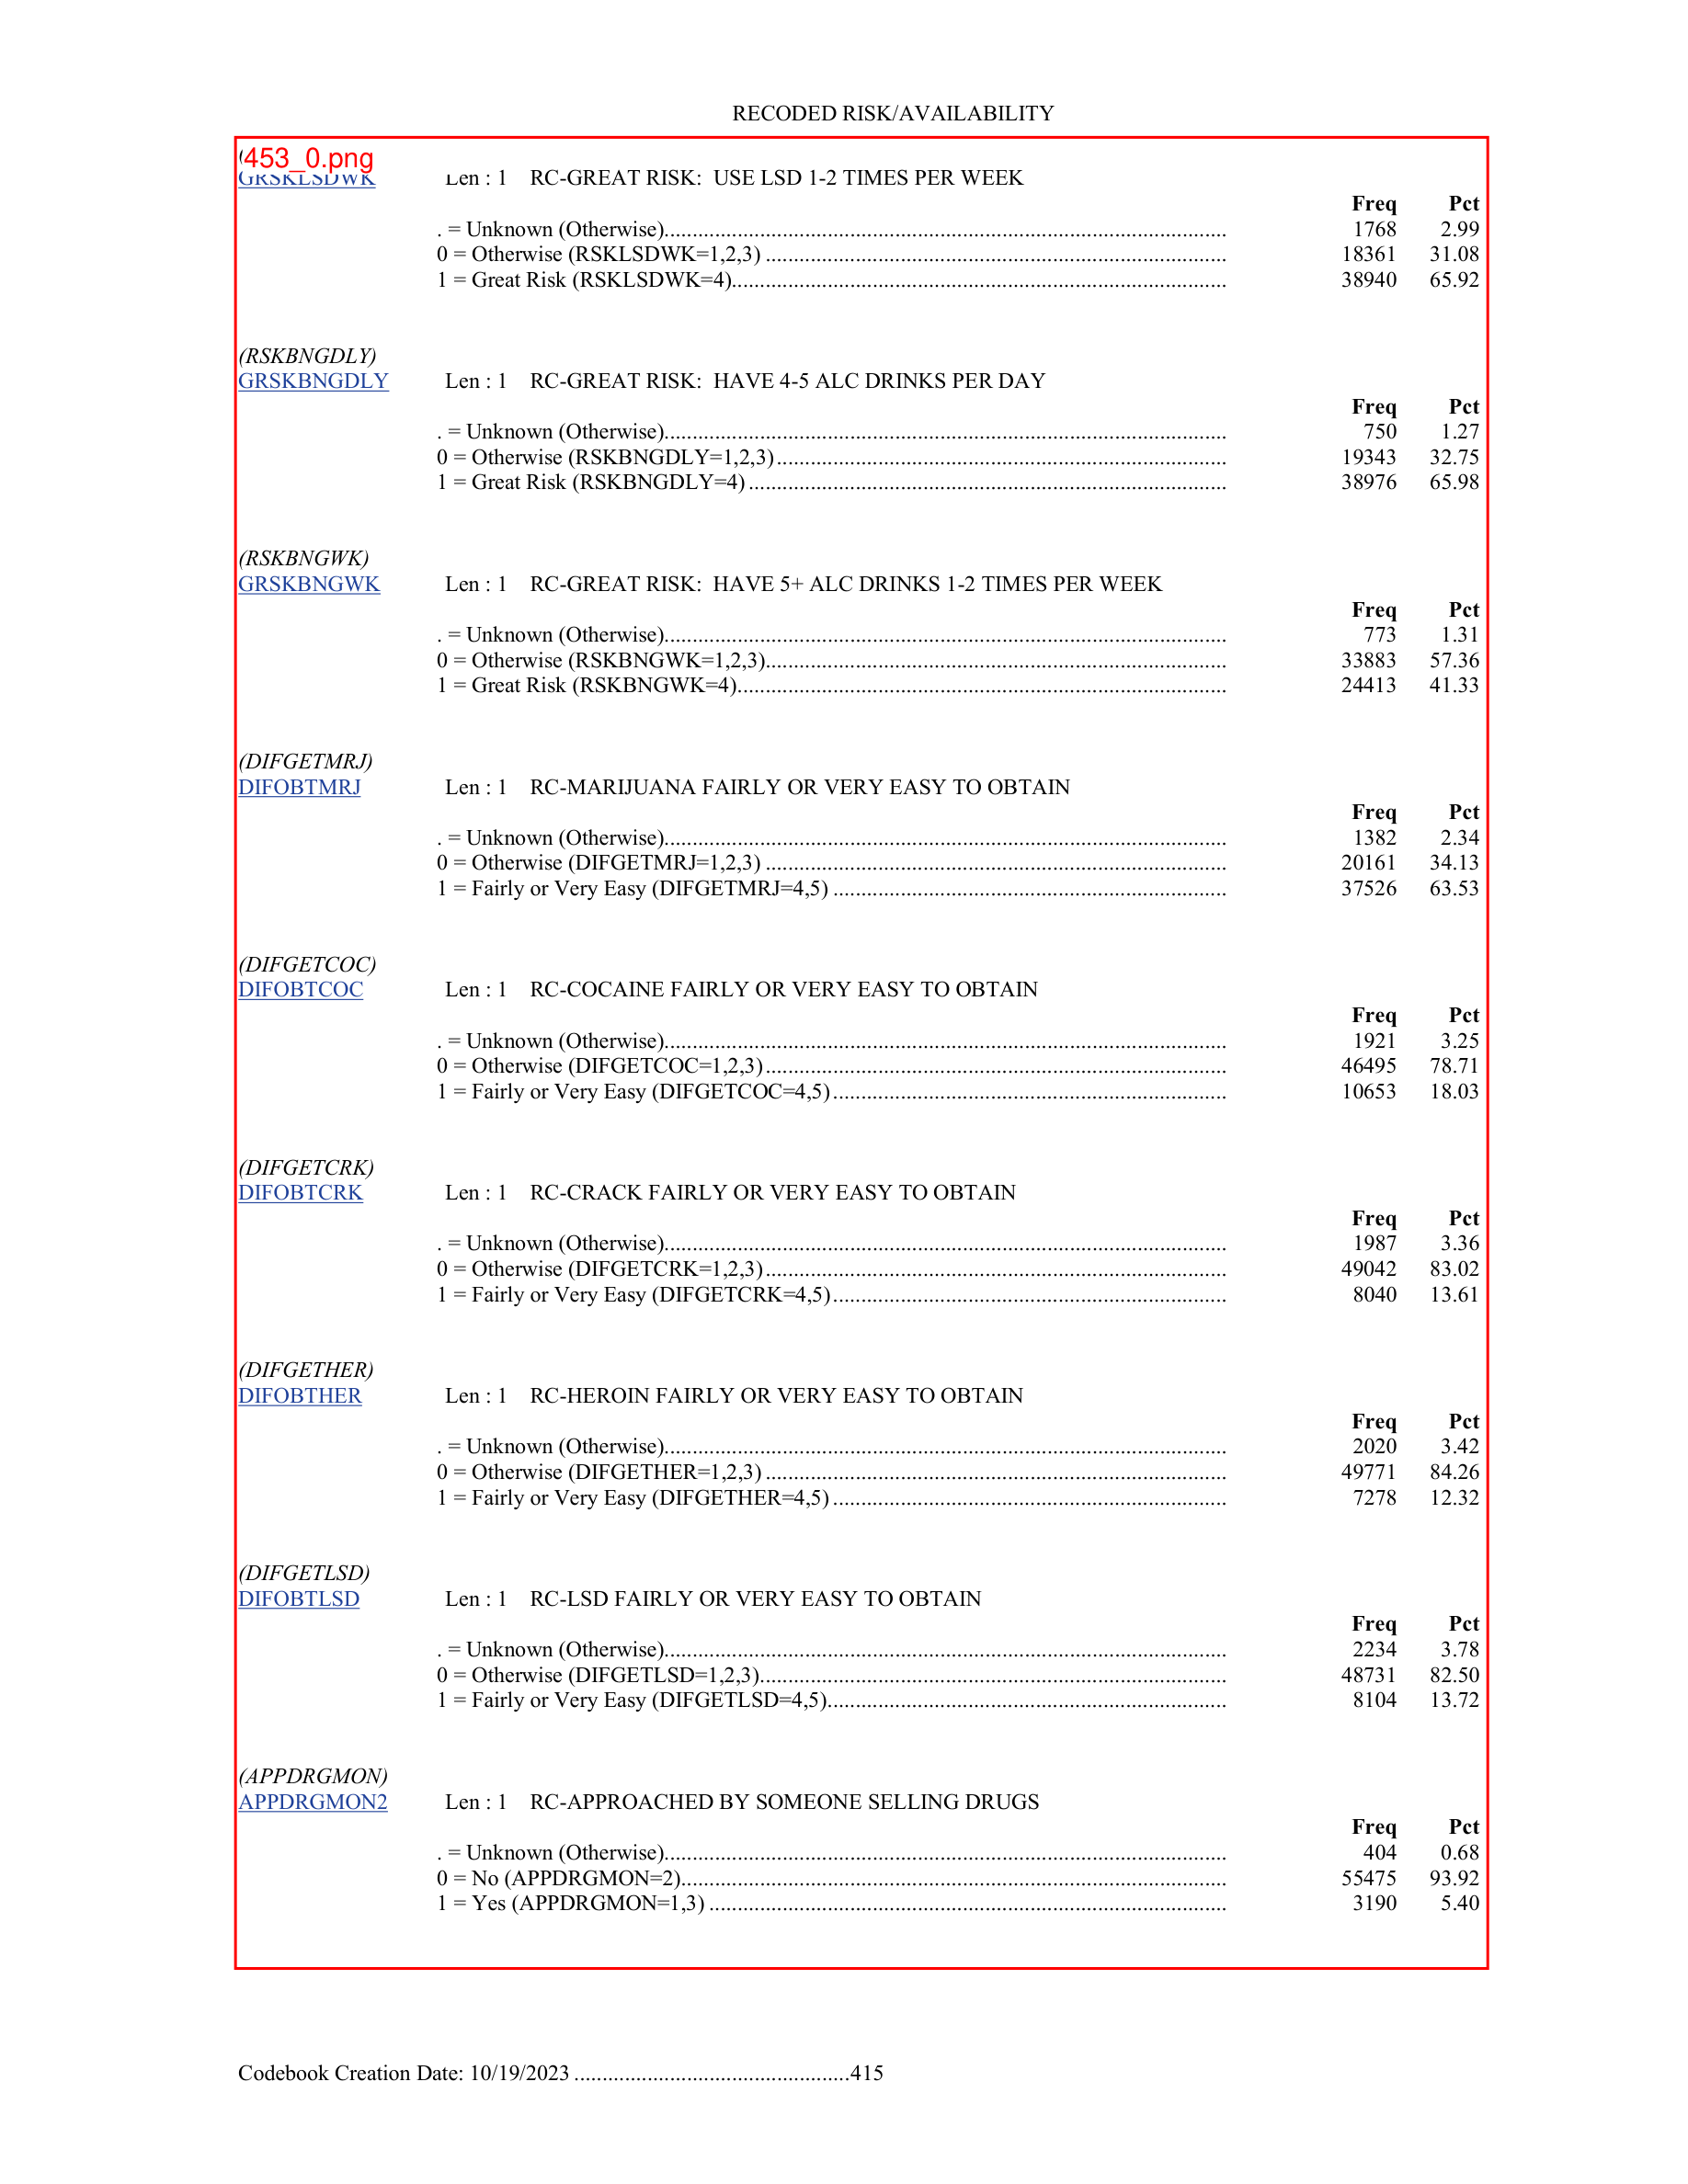 RECODED RISK/AVAILABILITY
453_0.png
GRSKLSDWK Len : 1 RC-GREAT RISK: USE LSD 1-2 TIMES PER WEEK
Freq Pct
. = Unknown (Otherwise).................................................................................................... 1768 2.99
0 = Otherwise (RSKLSDWK=1,2,3) .................................................................................. 18361 31.08
1 = Great Risk (RSKLSDWK=4)........................................................................................ 38940 65.92
(RSKBNGDLY)
GRSKBNGDLY Len : 1 RC-GREAT RISK: HAVE 4-5 ALC DRINKS PER DAY
Freq Pct
. = Unknown (Otherwise).................................................................................................... 750 1.27
0 = Otherwise (RSKBNGDLY=1,2,3)................................................................................ 19343 32.75
1 = Great Risk (RSKBNGDLY=4)..................................................................................... 38976 65.98
(RSKBNGWK)
GRSKBNGWK Len : 1 RC-GREAT RISK: HAVE 5+ ALC DRINKS 1-2 TIMES PER WEEK
Freq Pct
. = Unknown (Otherwise).................................................................................................... 773 1.31
0 = Otherwise (RSKBNGWK=1,2,3).................................................................................. 33883 57.36
1 = Great Risk (RSKBNGWK=4)....................................................................................... 24413 41.33
(DIFGETMRJ)
DIFOBTMRJ Len : 1 RC-MARIJUANA FAIRLY OR VERY EASY TO OBTAIN
Freq Pct
. = Unknown (Otherwise).................................................................................................... 1382 2.34
0 = Otherwise (DIFGETMRJ=1,2,3) .................................................................................. 20161 34.13
1 = Fairly or Very Easy (DIFGETMRJ=4,5) ...................................................................... 37526 63.53
(DIFGETCOC)
DIFOBTCOC Len : 1 RC-COCAINE FAIRLY OR VERY EASY TO OBTAIN
Freq Pct
. = Unknown (Otherwise).................................................................................................... 1921 3.25
0 = Otherwise (DIFGETCOC=1,2,3).................................................................................. 46495 78.71
1 = Fairly or Very Easy (DIFGETCOC=4,5)...................................................................... 10653 18.03
(DIFGETCRK)
DIFOBTCRK Len : 1 RC-CRACK FAIRLY OR VERY EASY TO OBTAIN
Freq Pct
. = Unknown (Otherwise).................................................................................................... 1987 3.36
0 = Otherwise (DIFGETCRK=1,2,3).................................................................................. 49042 83.02
1 = Fairly or Very Easy (DIFGETCRK=4,5)...................................................................... 8040 13.61
(DIFGETHER)
DIFOBTHER Len : 1 RC-HEROIN FAIRLY OR VERY EASY TO OBTAIN
Freq Pct
. = Unknown (Otherwise).................................................................................................... 2020 3.42
0 = Otherwise (DIFGETHER=1,2,3) .................................................................................. 49771 84.26
1 = Fairly or Very Easy (DIFGETHER=4,5)...................................................................... 7278 12.32
(DIFGETLSD)
DIFOBTLSD Len : 1 RC-LSD FAIRLY OR VERY EASY TO OBTAIN
Freq Pct
. = Unknown (Otherwise).................................................................................................... 2234 3.78
0 = Otherwise (DIFGETLSD=1,2,3)................................................................................... 48731 82.50
1 = Fairly or Very Easy (DIFGETLSD=4,5)....................................................................... 8104 13.72
(APPDRGMON)
APPDRGMON2 Len : 1 RC-APPROACHED BY SOMEONE SELLING DRUGS
Freq Pct
. = Unknown (Otherwise).................................................................................................... 404 0.68
0 = No (APPDRGMON=2)................................................................................................. 55475 93.92
1 = Yes (APPDRGMON=1,3) ............................................................................................ 3190 5.40
Codebook Creation Date: 10/19/2023 .................................................415